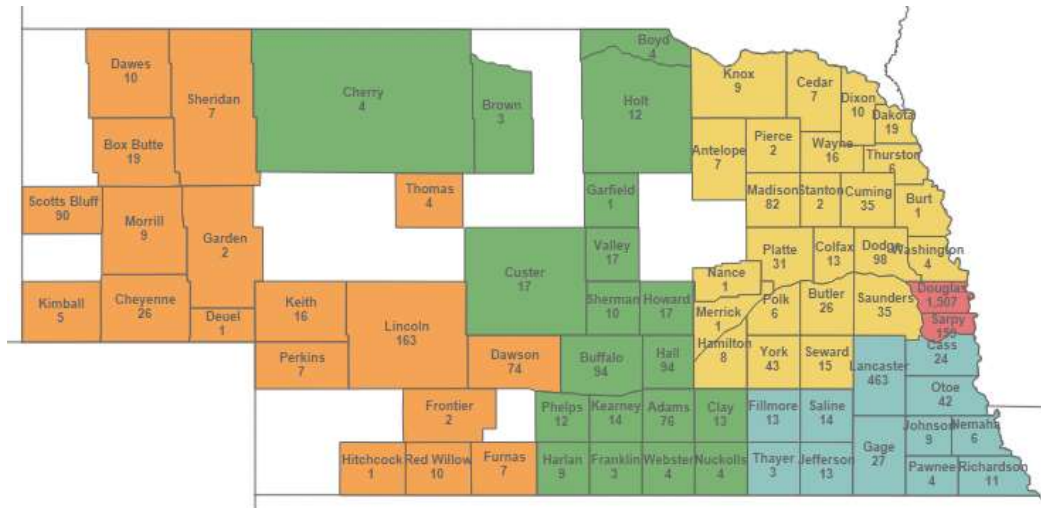 Boyd
4
Knox
9
Cedar
7
Dawes
10
Sheridan
7
Cherry
4
Brown
3
Holt
12
Dixon
10
Dakota
19
Box Butte
19
Antelope
7
Pierce
2
Wayne
16
Thurston
6
Scotts Bluff
90
Morrill
9
Garden
2
Thomas
4
Garfield
1
Madison
82
Stanton
2
Cuming
35
Burt
1
Custer
17
Valley
17
Platte
31
Colfax
13
Dodge
98
Washington
4
Nance
1
Kimball
5
Cheyenne
26
Deuel
1
Keith
16
Lincoln
163
Sherman
10
Howard
17
Merrick
1
Polk
6
Butler
26
Saunders
35
Douglas
1,507
Sarpy
Perkins
7
Dawson
74
Buffalo
94
Hall
94
Hamilton
8
York
43
Seward
15
Lancaster
463
Cass
24
Otoe
42
Frontier
2
Phelps
12
Kearney
14
Adams
76
Clay
13
Fillmore
13
Saline
14
Gage
27
Johnson
9
Nemaha
6
Hitchcock
1
Red Willow
10
Furnas
7
Harlan
9
Franklin
3
Webster
4
Nuckolls
4
Thayer
3
Jefferson
13
Pawnee
4
Richardson
11